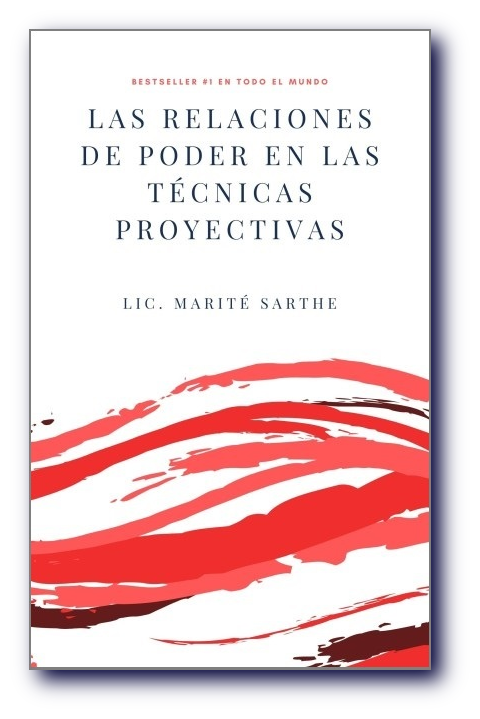 BESTSELLER #1 EN TODO EL MUNDO
LAS RELACIONES
DE PODER EN LAS
TÉCNICAS
PROYECTIVAS
LIC. MARITÉ SARTHE